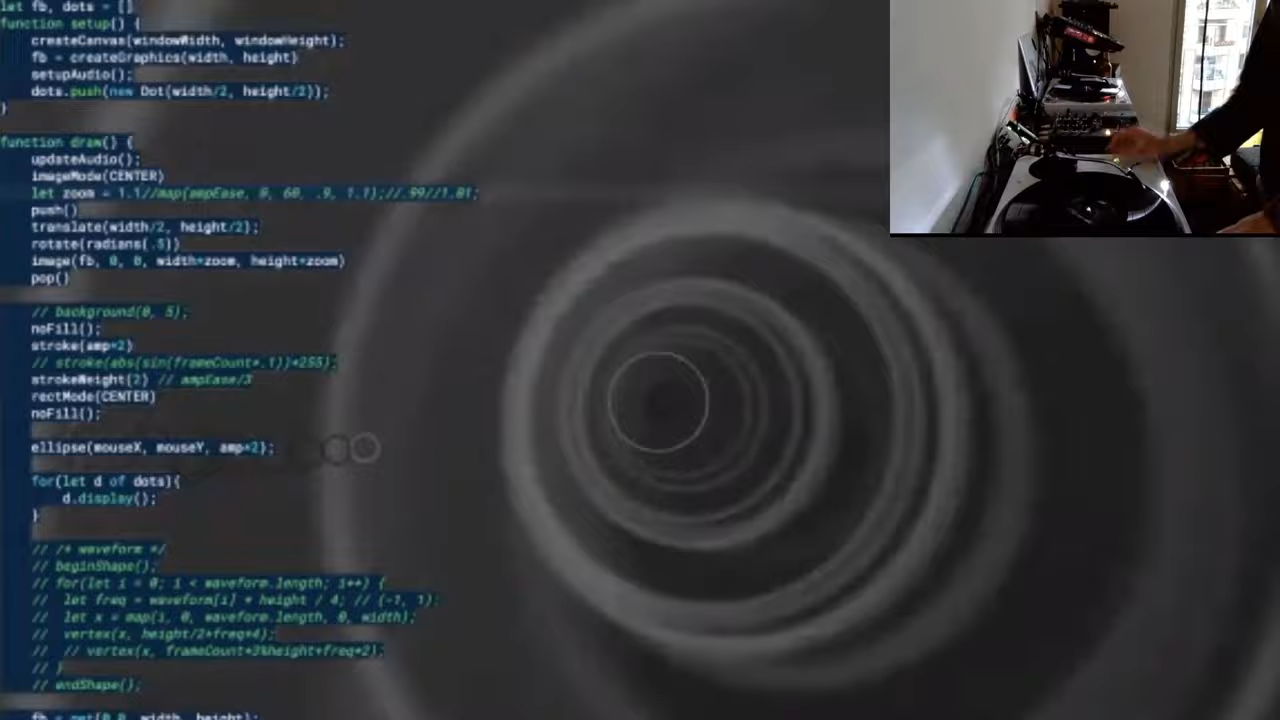 let fb, dots = []
function setup() {
createCanvas(windowWidth, windowHeight);
fb = createGraphics(width, height)
setupAudio();
dots.push(new Dot(width/2, height/2));
}
function draw() {
updateAudio();
imageMode(CENTER)
let zoom = 1.1//map(ampEase, 0, 60, .9, 1.1);//.99//1.01;
push()
translate(width/2, height/2);
rotate(radians(.5))
image(fb, 0, 0, width*zoom, height*zoom)
pop()
// background(0, 5);
noFill();
stroke(amp*2)
// stroke(abs(sin(frameCount*.1))*255);
strokeWeight(2) // ampEase/3
rectMode(CENTER)
noFill();
ellipse(mouseX, mouseY, amp*2);
for(let d of dots){
d.display();
}
// /* waveform */
// beginShape();
// for(let i = 0; i < waveform.length; i++) {
// let freq = waveform[i] * height / 4; // (-1, 1);
// let x = map(i, 0, waveform.length, 0, width);
// vertex(x, height/2+freq*4);
// // vertex(x, frameCount*3%height+freq*2);
// }
// endShape();
fb = get(0,0, width, height);